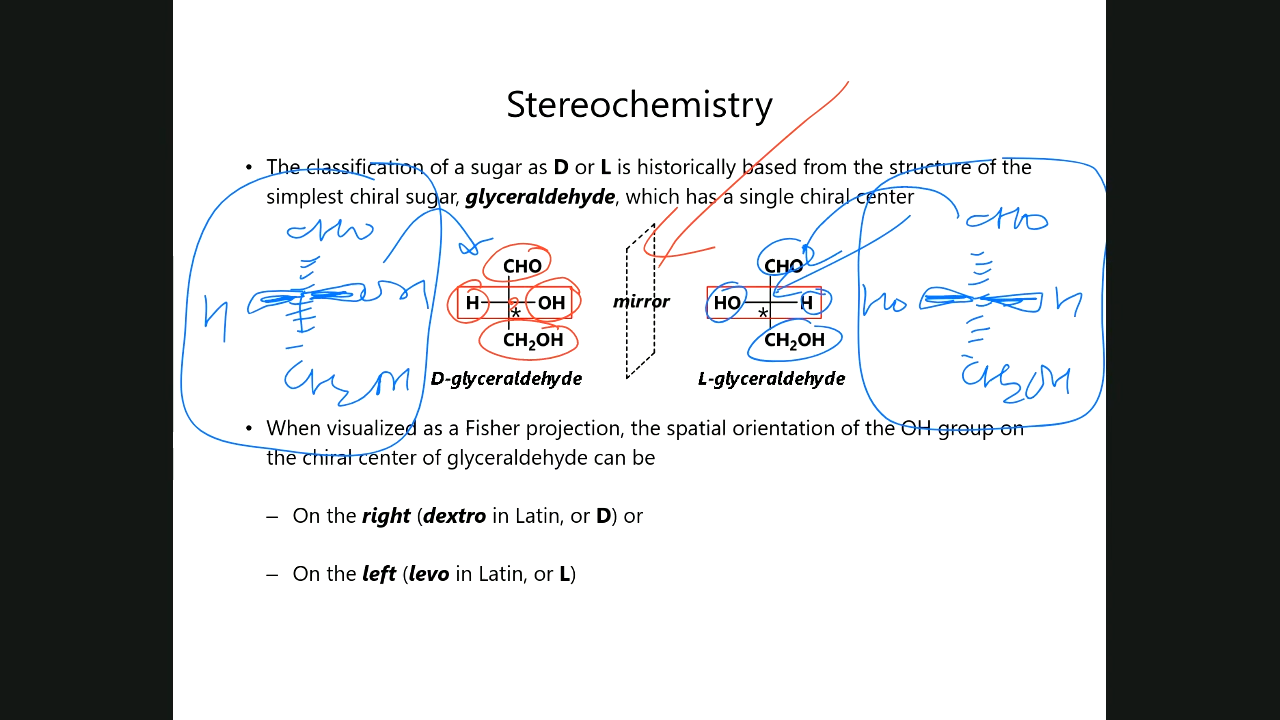 Stereochemistry
• The classification of a sugar as D or L is historically based from the structure of the
simplest chiral sugar, glyceraldehyde, which has a single chiral center
CHO CHO
CHO CHO
H OH H OH mirror HO H HO H
* *
CH₂OH CH₂OH
CH₂OH CH₂OH
D-glyceraldehyde L-glyceraldehyde
• When visualized as a Fisher projection, the spatial orientation of the OH group on
the chiral center of glyceraldehyde can be
– On the right (dextro in Latin, or D) or
– On the left (levo in Latin, or L)